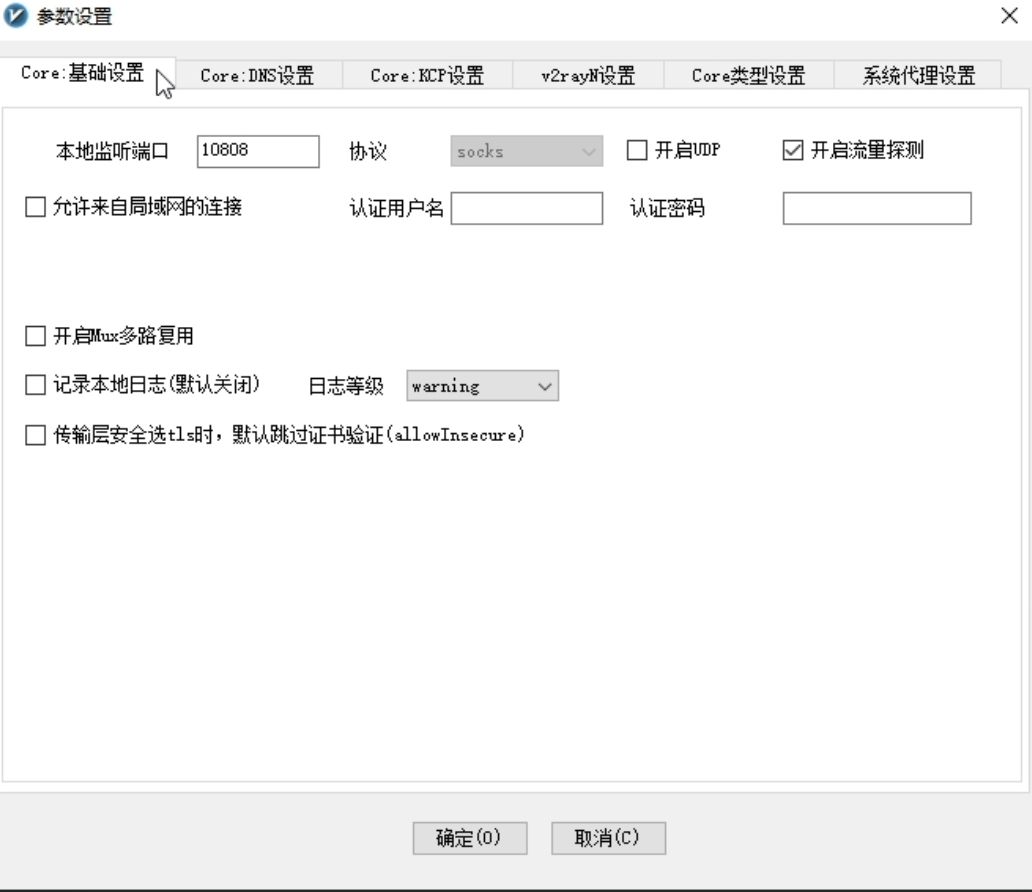 参数设置
Core:基础设置 Core:DNS设置 Core:KCP设置 v2rayN设置 Core类型设置 系统代理设置
本地监听端口 10808 协议 socks 开启UDP 开启流量探测
允许来自局域网的连接 认证用户名 认证密码
开启Mux多路复用
记录本地日志(默认关闭) 日志等级 warning
传输层安全选tls时，默认跳过证书验证(allowInsecure)
确定(O) 取消(C)